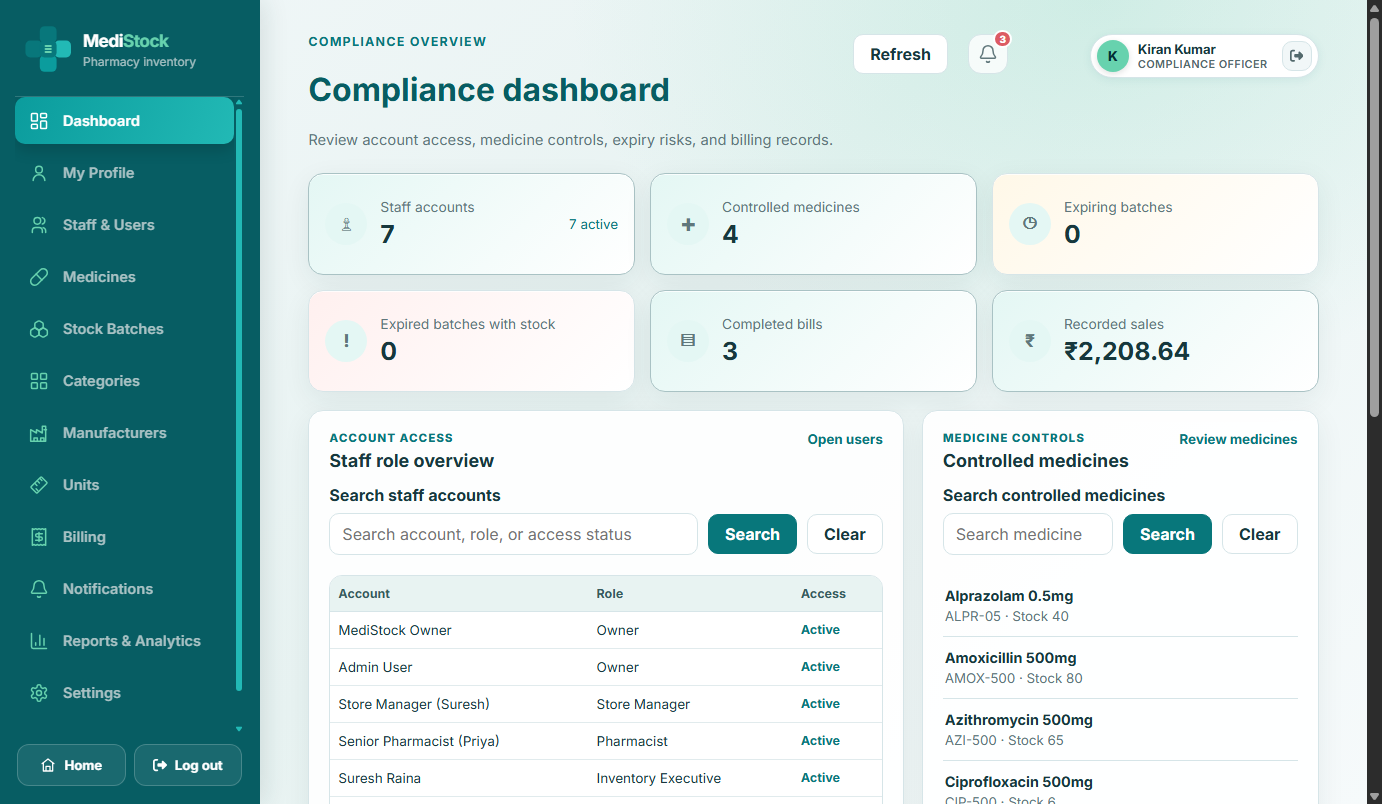 MediStock
Pharmacy inventory
Dashboard
My Profile
Staff & Users
Medicines
Stock Batches
Categories
Manufacturers
Units
Billing
Notifications
Reports & Analytics
Settings
Home
Log out
COMPLIANCE OVERVIEW
Compliance dashboard
Review account access, medicine controls, expiry risks, and billing records.
Refresh
3
K
Kiran Kumar
COMPLIANCE OFFICER
Staff accounts
7
7 active
Controlled medicines
4
Expiring batches
0
!
Expired batches with stock
0
Completed bills
3
₹
Recorded sales
₹2,208.64
ACCOUNT ACCESS
Open users
Staff role overview
Search staff accounts
Search account, role, or access status
Search
Clear
Account Role Access
MediStock Owner Owner Active
Admin User Owner Active
Store Manager (Suresh) Store Manager Active
Senior Pharmacist (Priya) Pharmacist Active
Suresh Raina Inventory Executive Active
MEDICINE CONTROLS
Review medicines
Controlled medicines
Search controlled medicines
Search medicine
Search
Clear
Alprazolam 0.5mg
ALPR-05 · Stock 40
Amoxicillin 500mg
AMOX-500 · Stock 80
Azithromycin 500mg
AZI-500 · Stock 65
Ciprofloxacin 500mg
CIP-500 · Stock 6